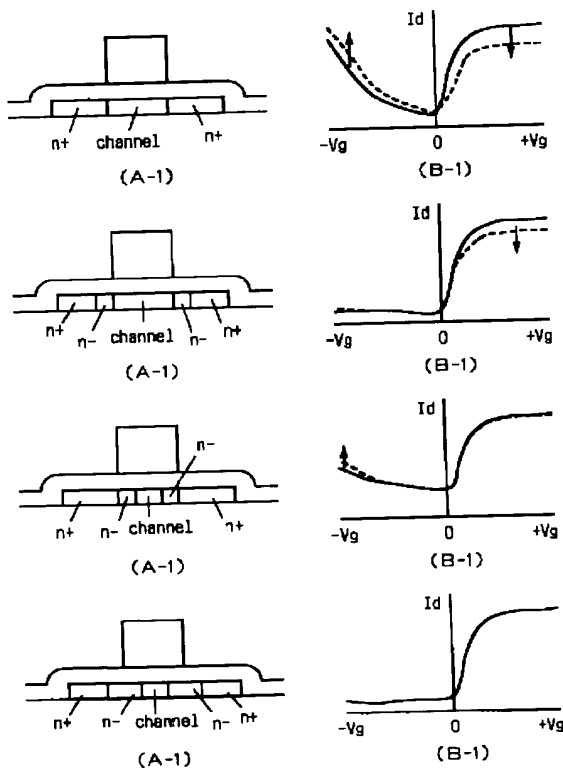 Id
n+ channel n+
-Vg 0 +Vg
(A-1)
(B-1)
Id
n+ n- channel n- n+
-Vg 0 +Vg
(A-1)
(B-1)
n-
Id
n+ n- channel n+
-Vg 0 +Vg
(A-1)
(B-1)
Id
n+ n- channel n- n+
-Vg 0 +Vg
(A-1)
(B-1)